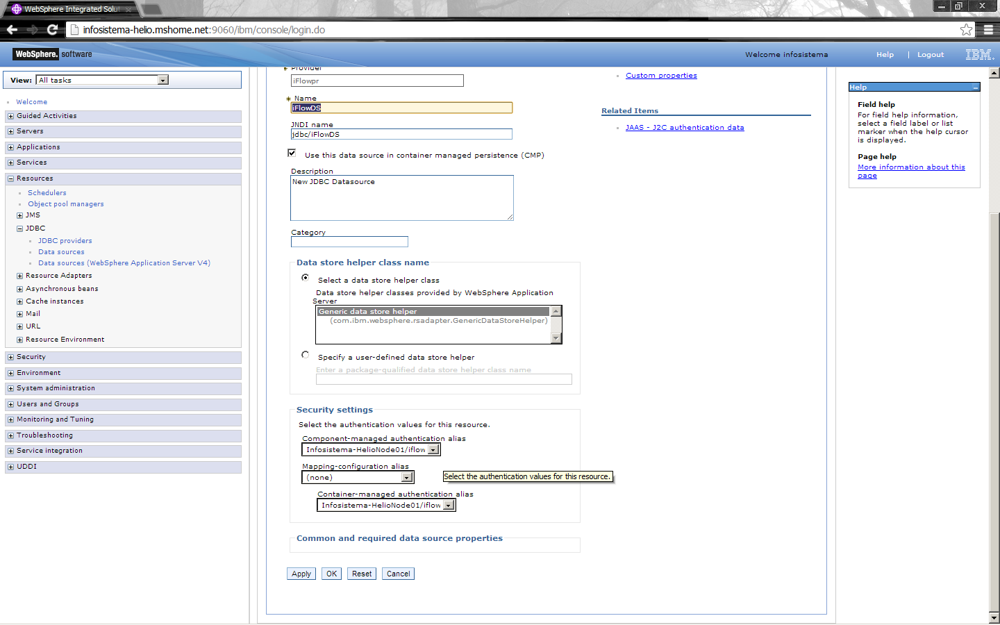 WebSphere Integrated Solut
infosistema-helio.mshome.net:9060/ibm/console/login.do
WebSphere. software
Welcome infosistema
Help | Logout
IBM.
View: All tasks
Welcome
Guided Activities
Servers
Applications
Services
Resources
Schedulers
Object pool managers
JMS
JDBC
JDBC providers
Data sources
Data sources (WebSphere Application Server V4)
Resource Adapters
Asynchronous beans
Cache instances
Mail
URL
Resource Environment
Security
Environment
System administration
Users and Groups
Monitoring and Tuning
Troubleshooting
Service integration
UDDI
* Provider
iFlowpr
* Name
iFlowDS
JNDI name
jdbc/iFlowDS
Use this data source in container managed persistence (CMP)
Description
New JDBC Datasource
Category
Data store helper class name
Select a data store helper class
Data store helper classes provided by WebSphere Application
Server
Generic data store helper
(com.ibm.websphere.rsadapter.GenericDataStoreHelper)
Specify a user-defined data store helper
Enter a package-qualified data store helper class name
Security settings
Select the authentication values for this resource.
Component-managed authentication alias
Infosistema-HelioNode01/iflow
Mapping-configuration alias
(none)
Select the authentication values for this resource.
Container-managed authentication alias
Infosistema-HelioNode01/iflow
Common and required data source properties
Apply OK Reset Cancel
Custom properties
Related Items
JAAS - J2C authentication data
Help
Field help
For field help information,
select a field label or list
marker when the help cursor
is displayed.
Page help
More information about this
page